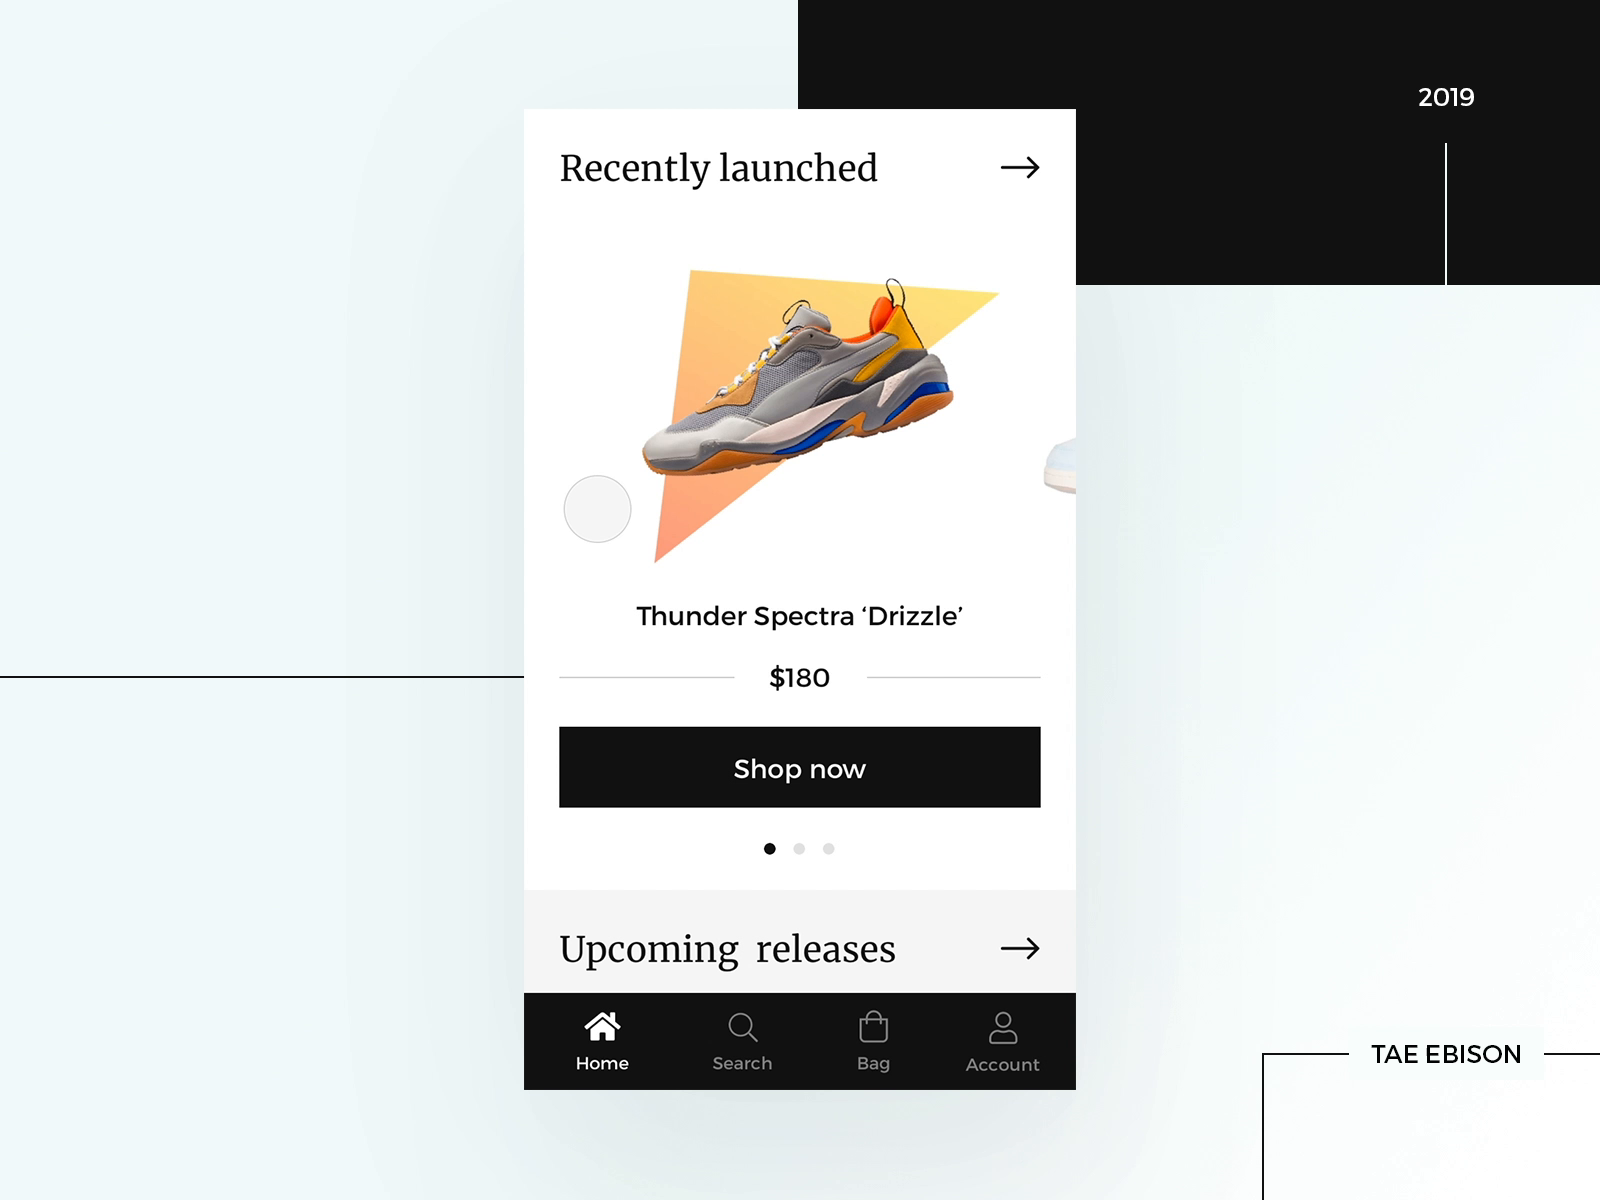 2019
Recently launched
Thunder Spectra ‘Drizzle’
$180
Shop now
Upcoming releases
Home
Search
Bag
Account
TAE EBISON